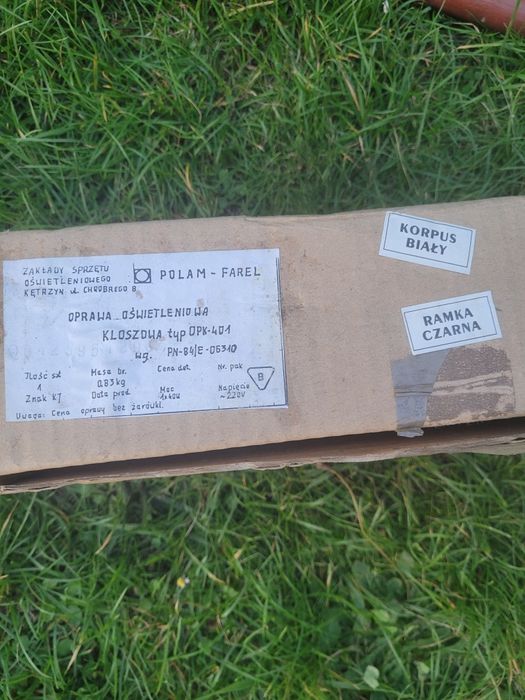 ZAKŁADY SPRZĘTU
OŚWIETLENIOWEGO
KĘTRZYN ul. CHROBREGO 8
POLAM-FAREL
OPRAWA OŚWIETLENIOWA
KLOSZOWA typ OPK-401
wg. PN-84/E-06310
Ilość szt Masa br. Cena det. Nr. pak
1 0,83kg
Znak KJ Data prod Moc Napięcie
1x40W ~220V
B
Uwaga: Cena oprawy bez żarówki.
KORPUS
BIAŁY
RAMKA
CZARNA